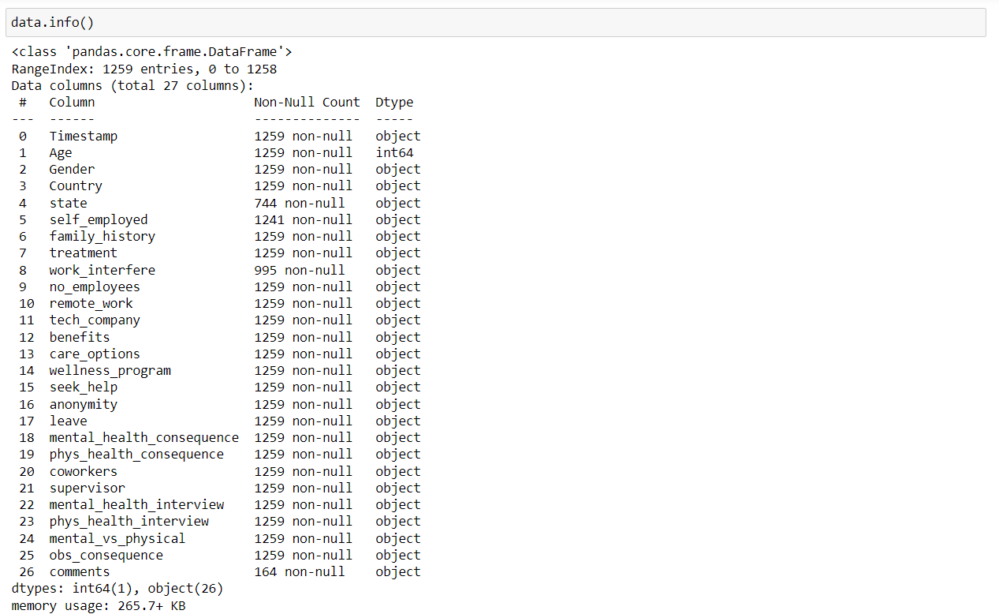 data.info()
<class 'pandas.core.frame.DataFrame'>
RangeIndex: 1259 entries, 0 to 1258
Data columns (total 27 columns):
 #   Column                     Non-Null Count  Dtype
---  ------                     --------------  -----
 0   Timestamp                  1259 non-null   object
 1   Age                        1259 non-null   int64
 2   Gender                     1259 non-null   object
 3   Country                    1259 non-null   object
 4   state                      744 non-null    object
 5   self_employed              1241 non-null   object
 6   family_history             1259 non-null   object
 7   treatment                  1259 non-null   object
 8   work_interfere             995 non-null    object
 9   no_employees               1259 non-null   object
 10  remote_work                1259 non-null   object
 11  tech_company               1259 non-null   object
 12  benefits                   1259 non-null   object
 13  care_options               1259 non-null   object
 14  wellness_program           1259 non-null   object
 15  seek_help                  1259 non-null   object
 16  anonymity                  1259 non-null   object
 17  leave                      1259 non-null   object
 18  mental_health_consequence  1259 non-null   object
 19  phys_health_consequence    1259 non-null   object
 20  coworkers                  1259 non-null   object
 21  supervisor                 1259 non-null   object
 22  mental_health_interview    1259 non-null   object
 23  phys_health_interview      1259 non-null   object
 24  mental_vs_physical         1259 non-null   object
 25  obs_consequence            1259 non-null   object
 26  comments                   164 non-null    object
dtypes: int64(1), object(26)
memory usage: 265.7+ KB